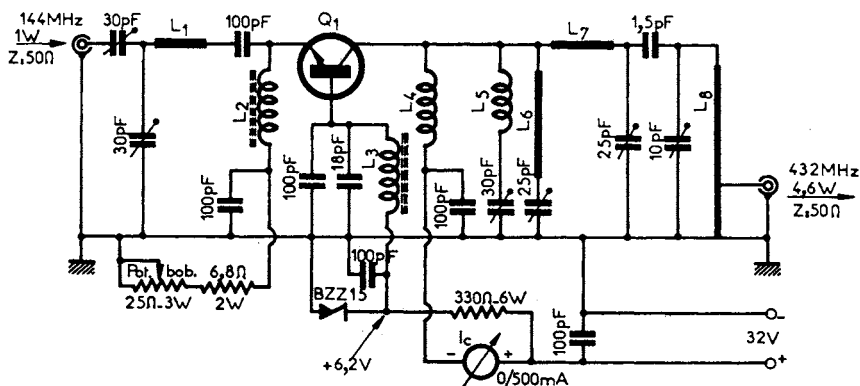 144MHz
1W
Z:50Ω
30pF
L1
100pF
Q1
30pF
L2
100pF
100pF
18pF
L3
100pF
L4
100pF
L5
30pF
L6
25pF
L7
1,5pF
25pF
10pF
L8
432MHz
4,6W
Z:50Ω
Pot. bob.
25Ω-3W
6,8Ω
2W
BZZ15
+6,2V
330Ω-6W
Ic
- +
0/500mA
100pF
-
32V
+